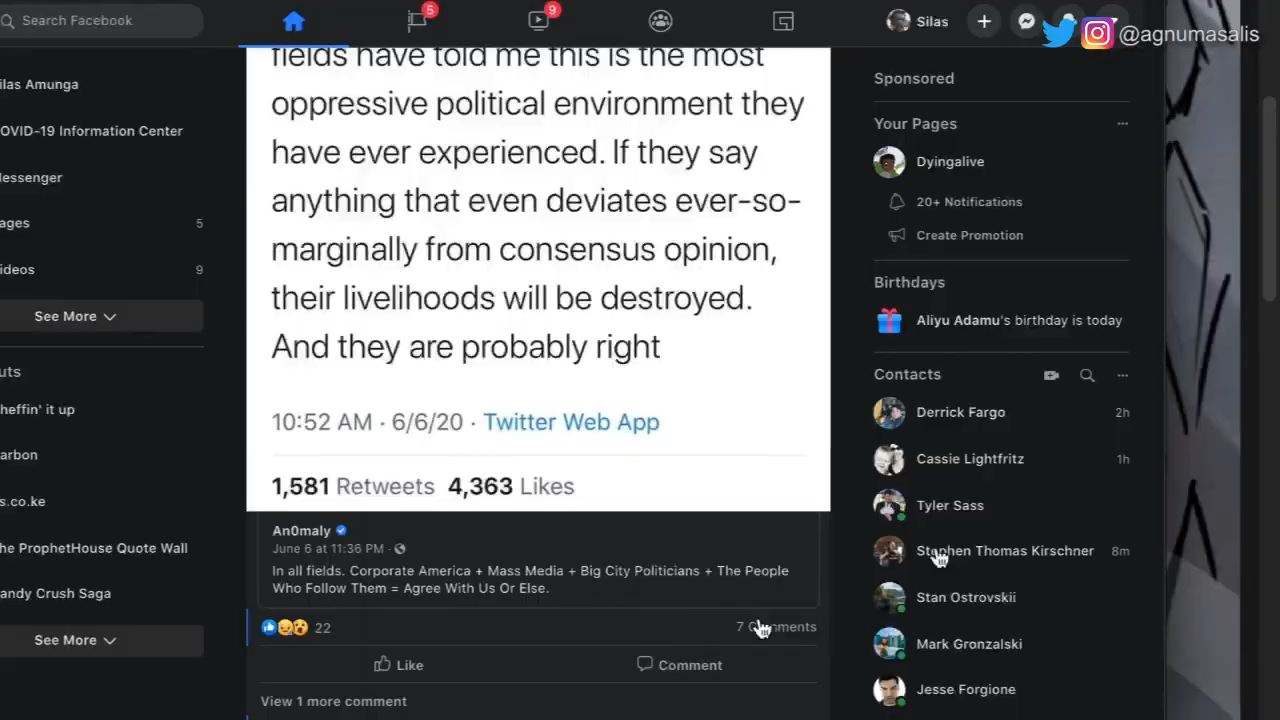 Search Facebook
5
9
Silas
@agnumasalis
ilas Amunga
OVID-19 Information Center
lessenger
ages
5
ideos
9
See More
uts
heffin' it up
arbon
s.co.ke
he ProphetHouse Quote Wall
andy Crush Saga
See More
fields have told me this is the most
oppressive political environment they
have ever experienced. If they say
anything that even deviates ever-so-
marginally from consensus opinion,
their livelihoods will be destroyed.
And they are probably right
10:52 AM · 6/6/20 · Twitter Web App
1,581 Retweets 4,363 Likes
An0maly
June 6 at 11:36 PM ·
In all fields. Corporate America + Mass Media + Big City Politicians + The People
Who Follow Them = Agree With Us Or Else.
22
7 Comments
Like
Comment
View 1 more comment
Sponsored
Your Pages
Dyingalive
20+ Notifications
Create Promotion
Birthdays
Aliyu Adamu's birthday is today
Contacts
Derrick Fargo 2h
Cassie Lightfritz 1h
Tyler Sass
Stephen Thomas Kirschner 8m
Stan Ostrovskii
Mark Gronzalski
Jesse Forgione